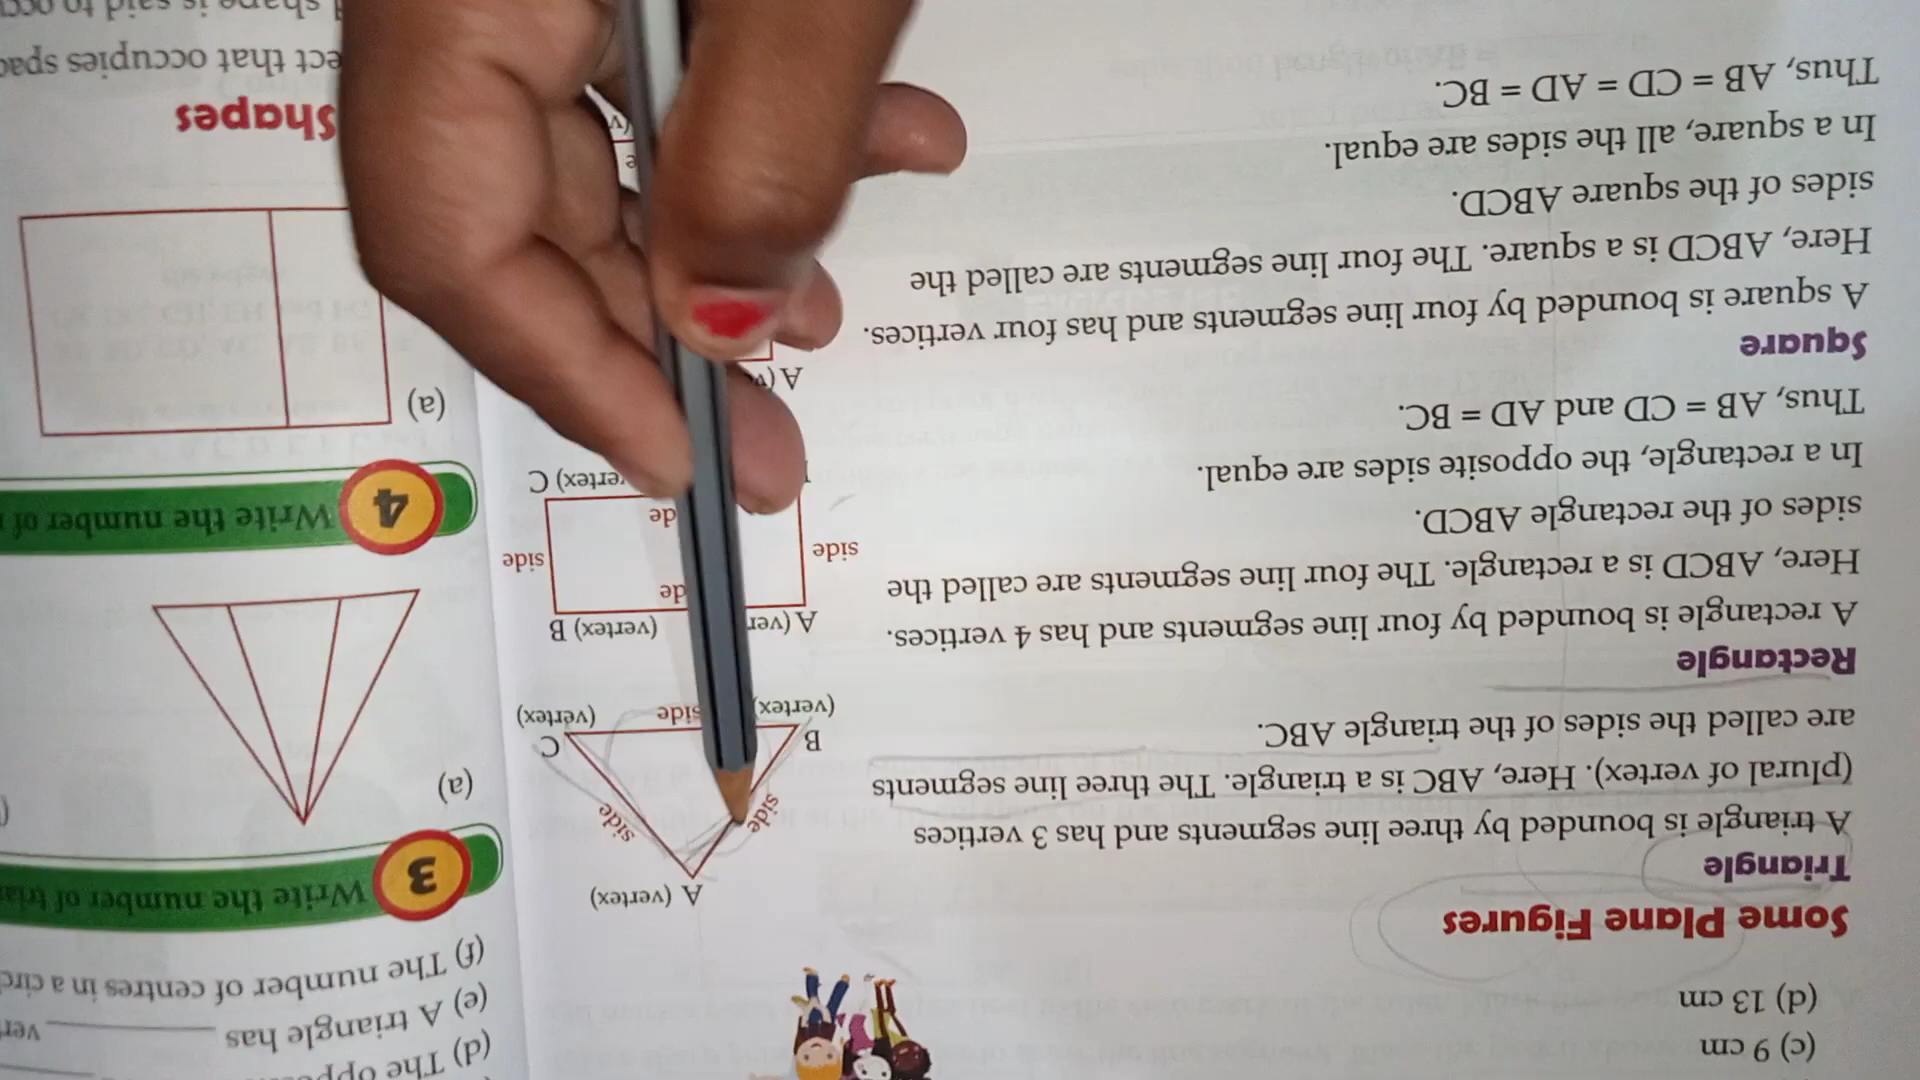 (c) 9 cm
(d) 13 cm
Some Plane Figures
Triangle
A triangle is bounded by three line segments and has 3 vertices
(plural of vertex). Here, ABC is a triangle. The three line segments
are called the sides of the triangle ABC.
A (vertex)
side
side
B
C
(vertex)
side
(vertex)
Rectangle
A rectangle is bounded by four line segments and has 4 vertices.
Here, ABCD is a rectangle. The four line segments are called the
sides of the rectangle ABCD.
In a rectangle, the opposite sides are equal.
Thus, AB = CD and AD = BC.
A (ver
(vertex) B
de
side
side
de
vertex) C
Square
A square is bounded by four line segments and has four vertices.
Here, ABCD is a square. The four line segments are called the
sides of the square ABCD.
In a square, all the sides are equal.
Thus, AB = CD = AD = BC.
A (v
(d) The
(e) A triangle has ________ ver
(f) The number of centres in a circ
3 Write the number of tria
(a)
4 Write the number of
(a)
Shapes
ect that occupies spac